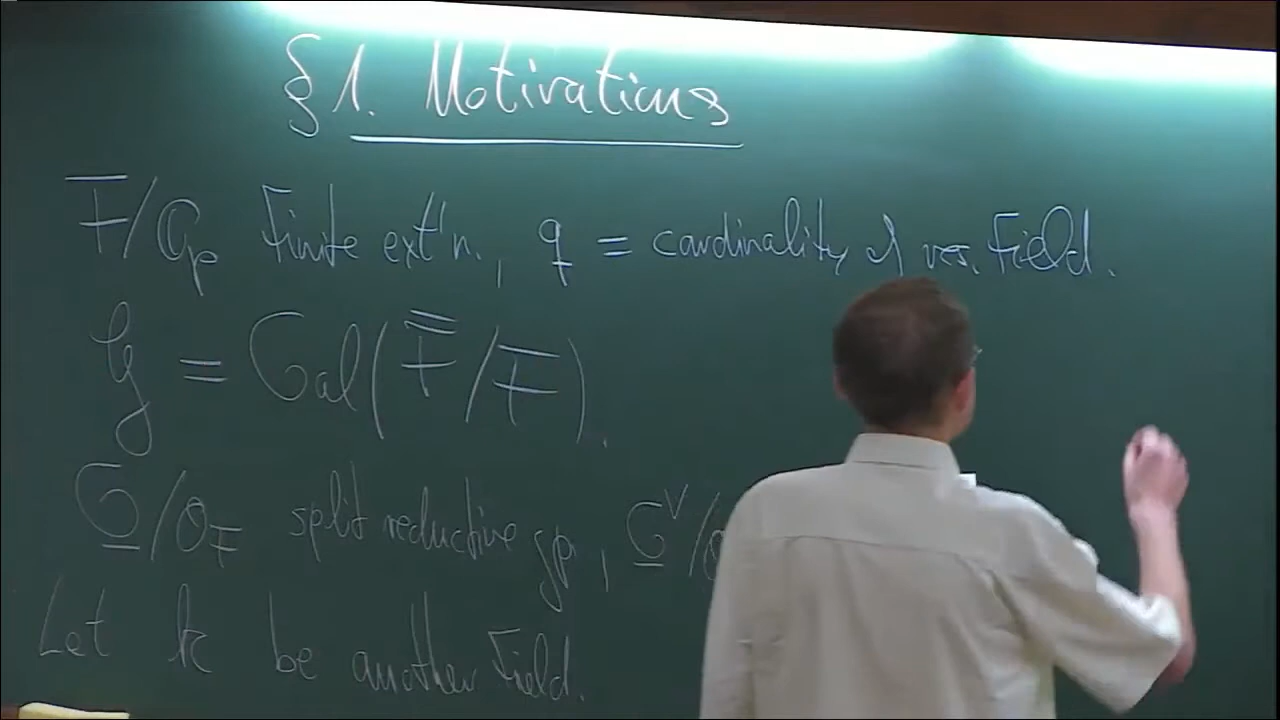 §1. Motivations
F/Q_p Finite ext'n., q = cardinality of res. Field.
𝒢 = Gal(F̄/F).
G/O_F split reductive gp, G^∨/
Let k be another Field.